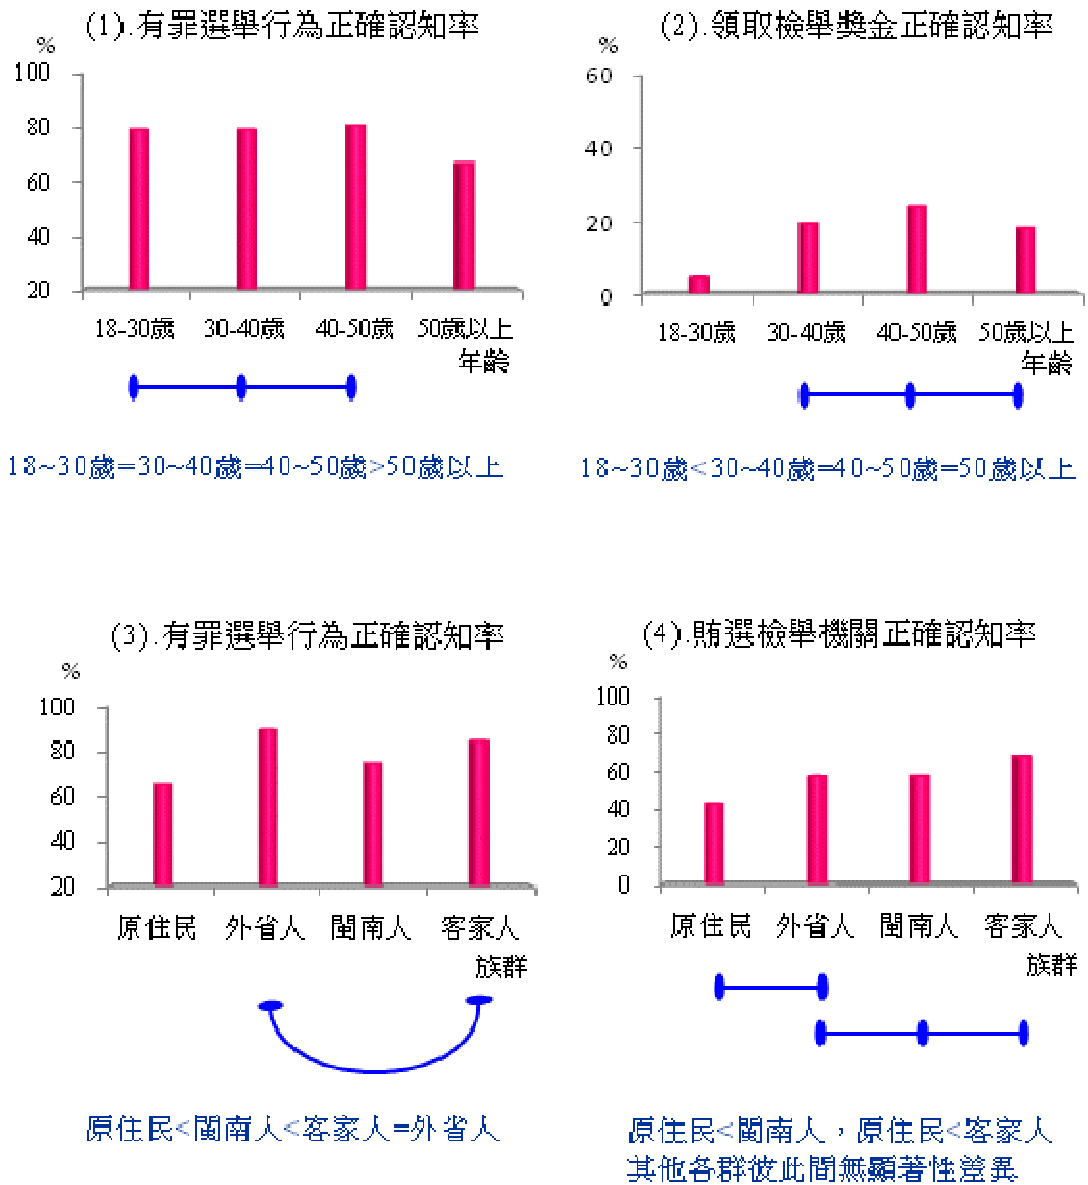 (1).有罪選舉行為正確認知率
%
100
80
60
40
20
18-30歲 30-40歲 40-50歲 50歲以上
年齡
18~30歲=30~40歲=40~50歲>50歲以上
(2).領取檢舉獎金正確認知率
%
60
40
20
0
18-30歲 30-40歲 40-50歲 50歲以上
年齡
18~30歲<30~40歲=40~50歲=50歲以上
(3).有罪選舉行為正確認知率
%
100
80
60
40
20
原住民 外省人 閩南人 客家人
族群
原住民<閩南人<客家人=外省人
(4).賄選檢舉機關正確認知率
%
100
80
60
40
20
0
原住民 外省人 閩南人 客家人
族群
原住民<閩南人，原住民<客家人
其他各群彼此間無顯著性差異